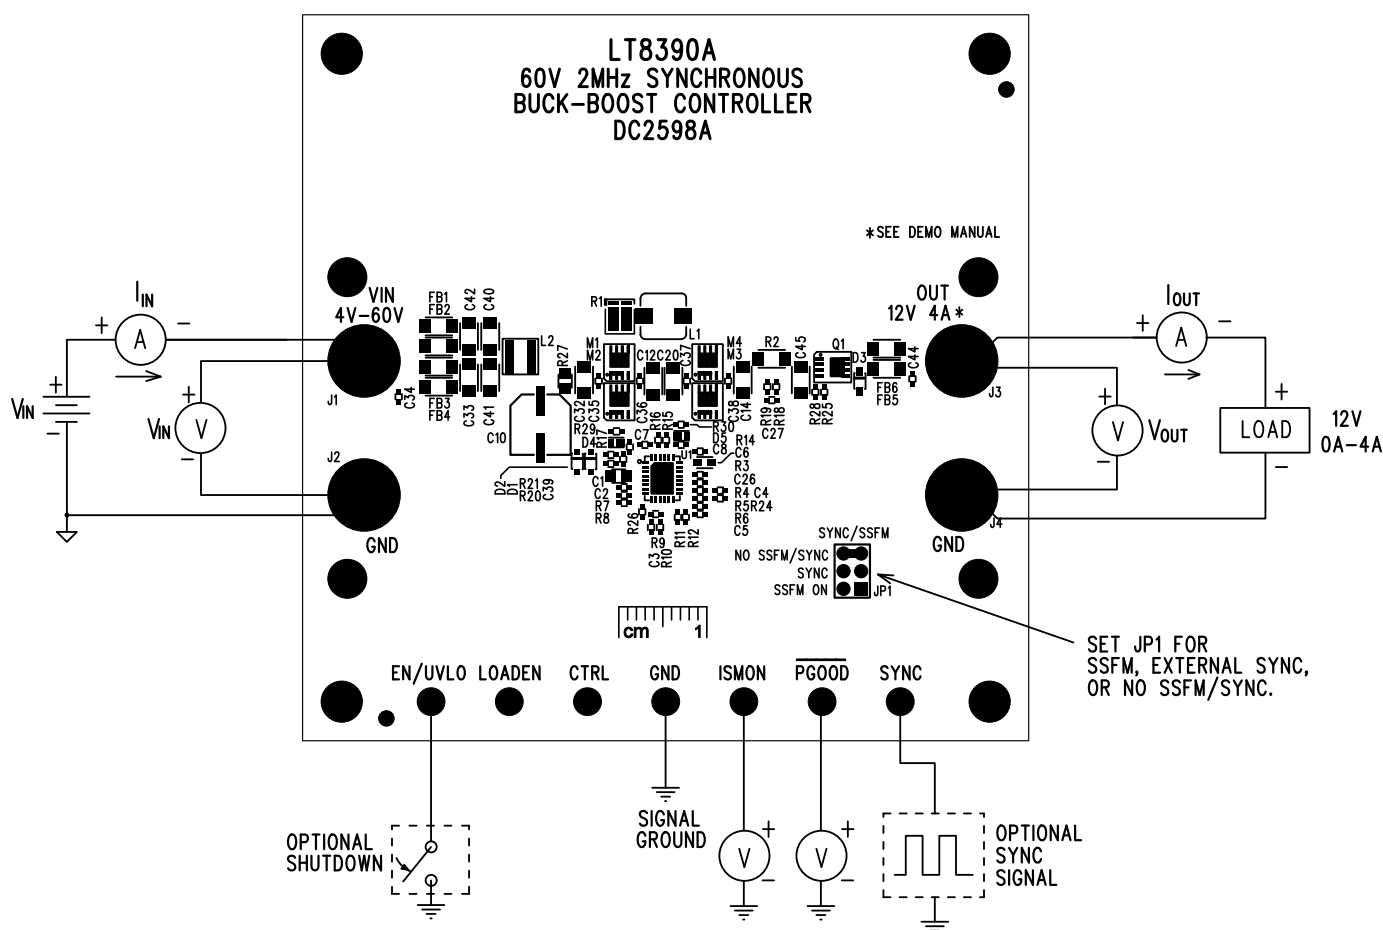 LT8390A
60V 2MHz SYNCHRONOUS
BUCK-BOOST CONTROLLER
DC2598A
*SEE DEMO MANUAL
IIN
+ A −
VIN
4V-60V
FB1
FB2
C42
C40
L2
FB3
FB4
C33
C41
C34
J1
R1
L1
M1
M2
M4
M3
R27
C12
C20
C37
R2
C45
Q1
D3
C44
FB6
FB5
OUT
12V 4A*
J3
IOUT
+ A −
VIN
+
−
VIN
+
V
−
C10
C32
C35
C36
R16
R15
C38
C14
R19
R18
C27
R28
R25
R29
R17
D4
C7
R30
D5
C8
U1
R14
C6
R3
C26
R4 C4
R5 R24
R6
C5
D2
D1
R21
R20
C39
C1
C2
R7
R8
R26
R9
C3
R10
R11
R12
+
V
−
VOUT
+
LOAD
−
12V
0A-4A
J2
GND
J4
GND
SYNC/SSFM
NO SSFM/SYNC
SYNC
SSFM ON
JP1
cm 1
SET JP1 FOR
SSFM, EXTERNAL SYNC,
OR NO SSFM/SYNC.
EN/UVLO LOADEN CTRL GND ISMON PGOOD SYNC
OPTIONAL
SHUTDOWN
SIGNAL
GROUND
+
V
−
+
V
−
OPTIONAL
SYNC
SIGNAL